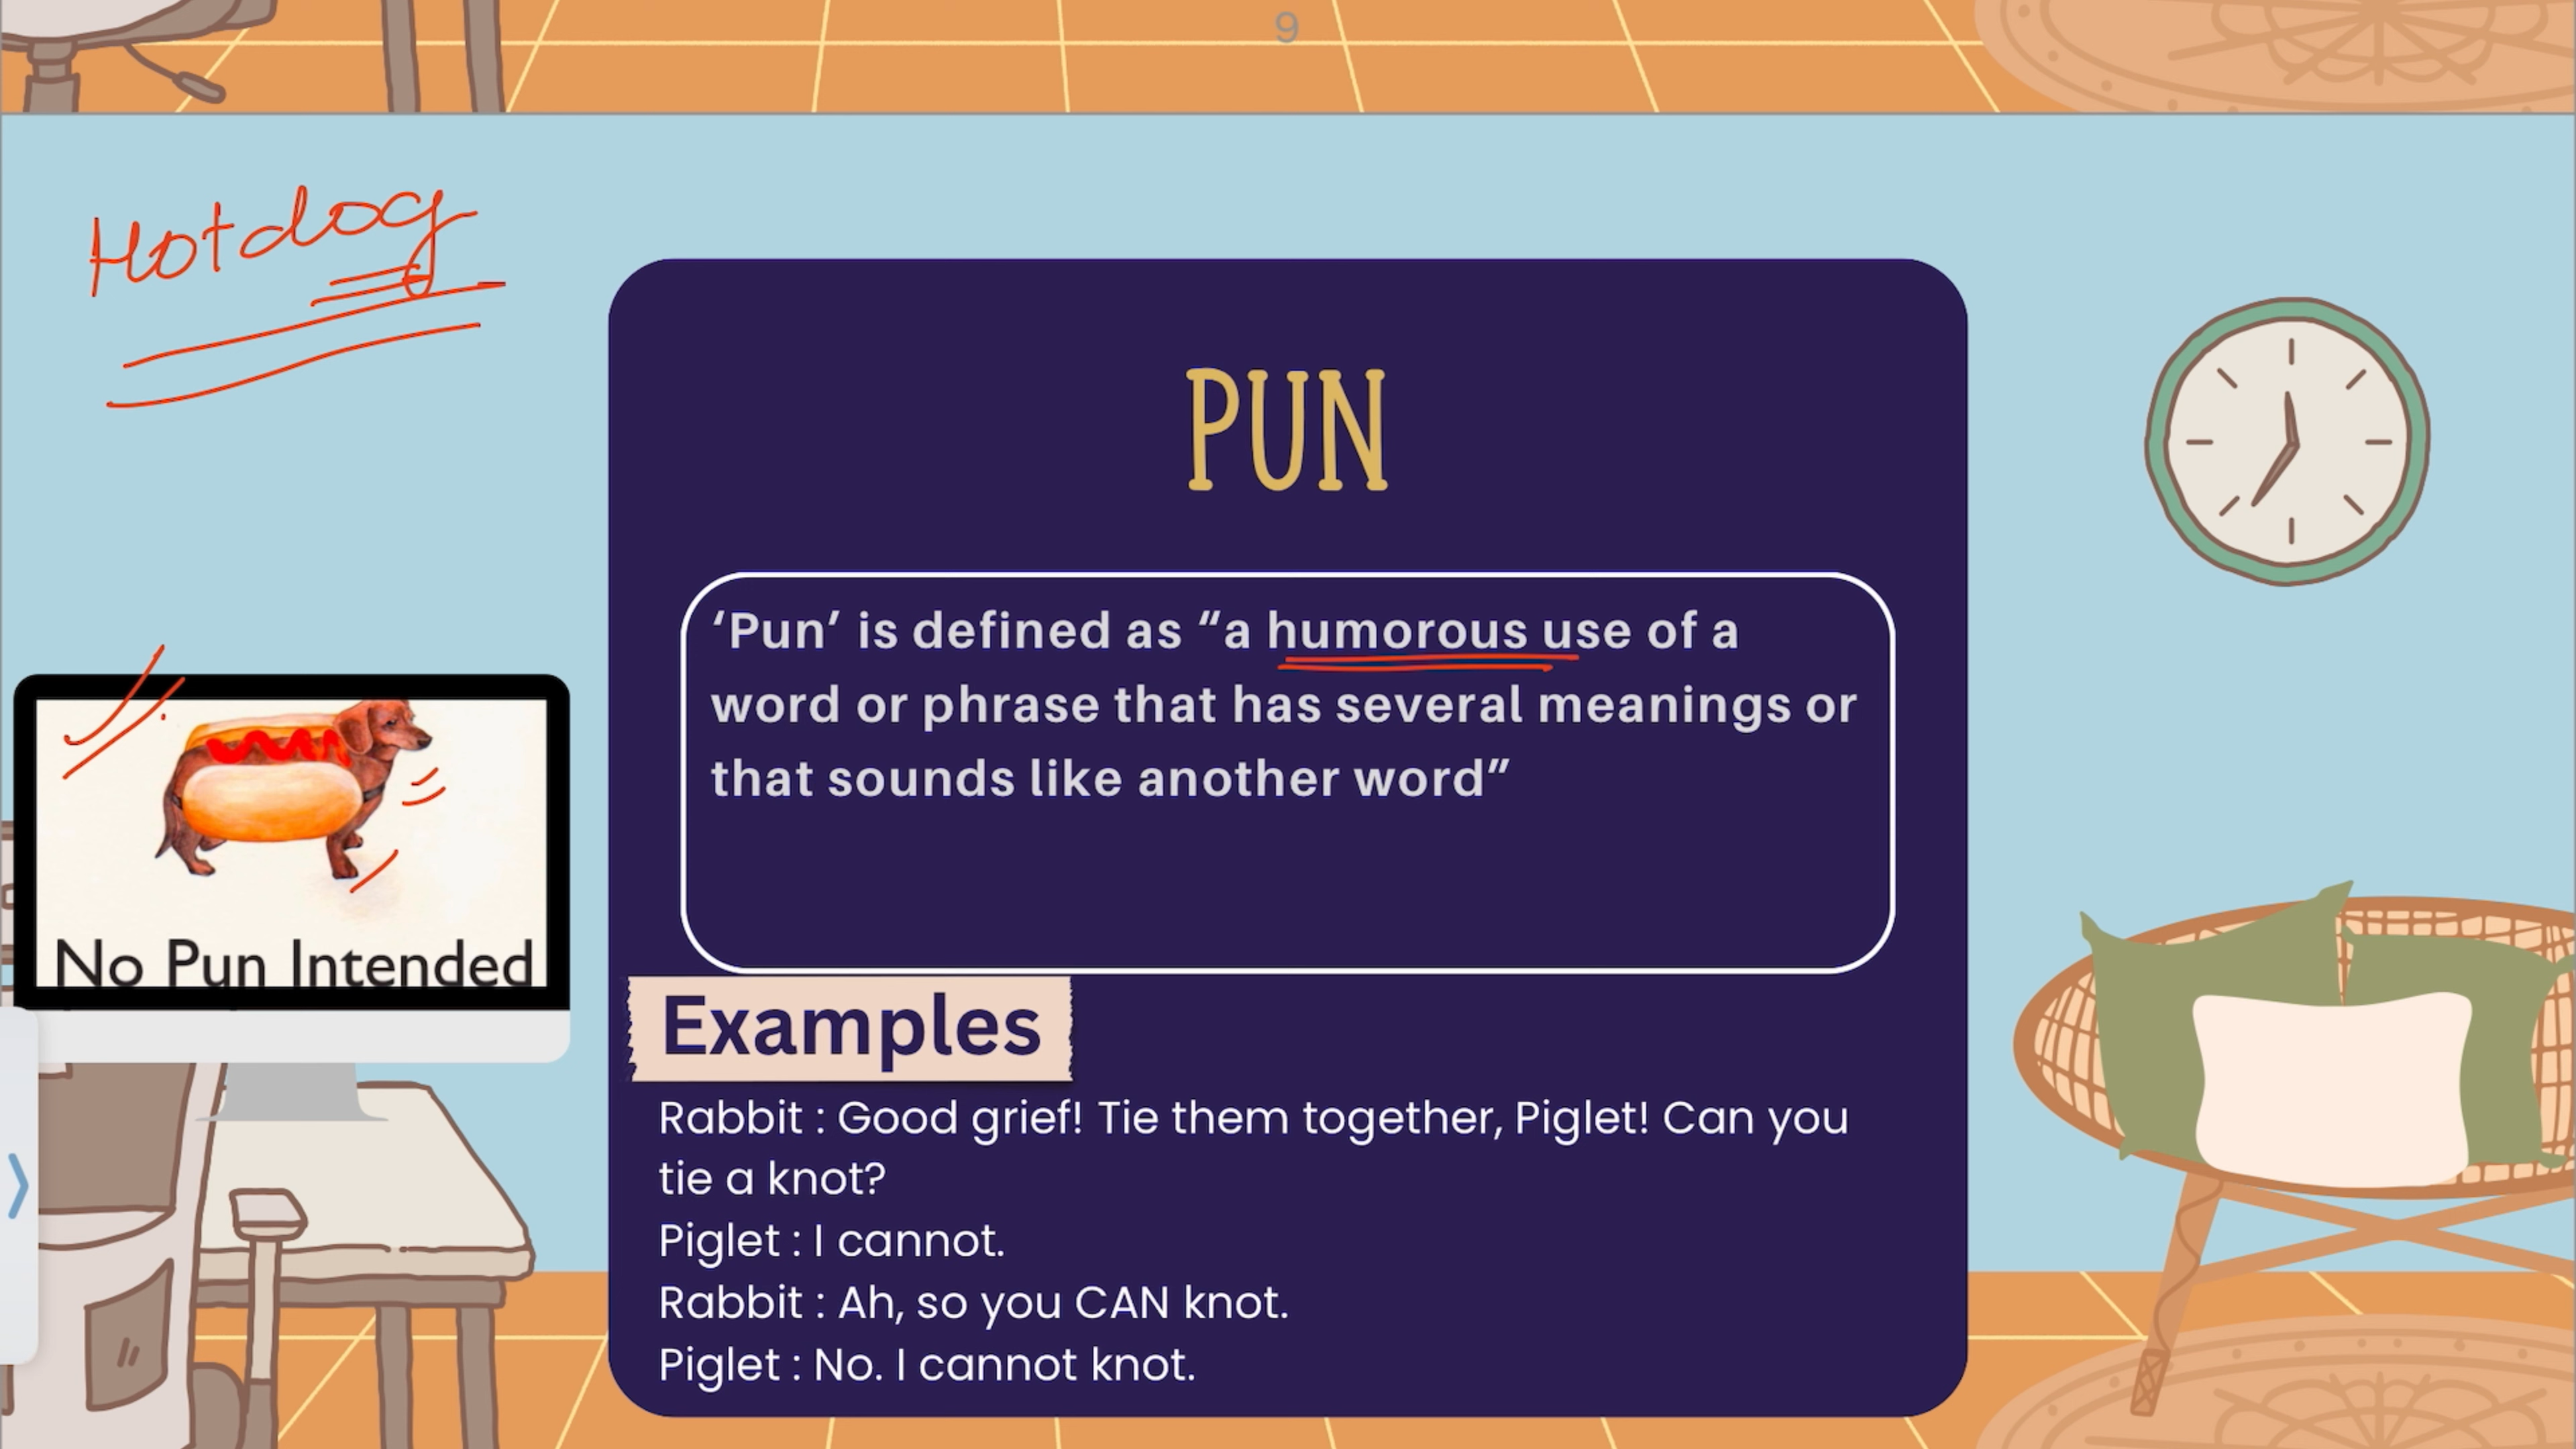 9
Hotdog
PUN
‘Pun’ is defined as “a humorous use of a
word or phrase that has several meanings or
that sounds like another word”
No Pun Intended
Examples
Rabbit : Good grief! Tie them together, Piglet! Can you
tie a knot?
Piglet : I cannot.
Rabbit : Ah, so you CAN knot.
Piglet : No. I cannot knot.